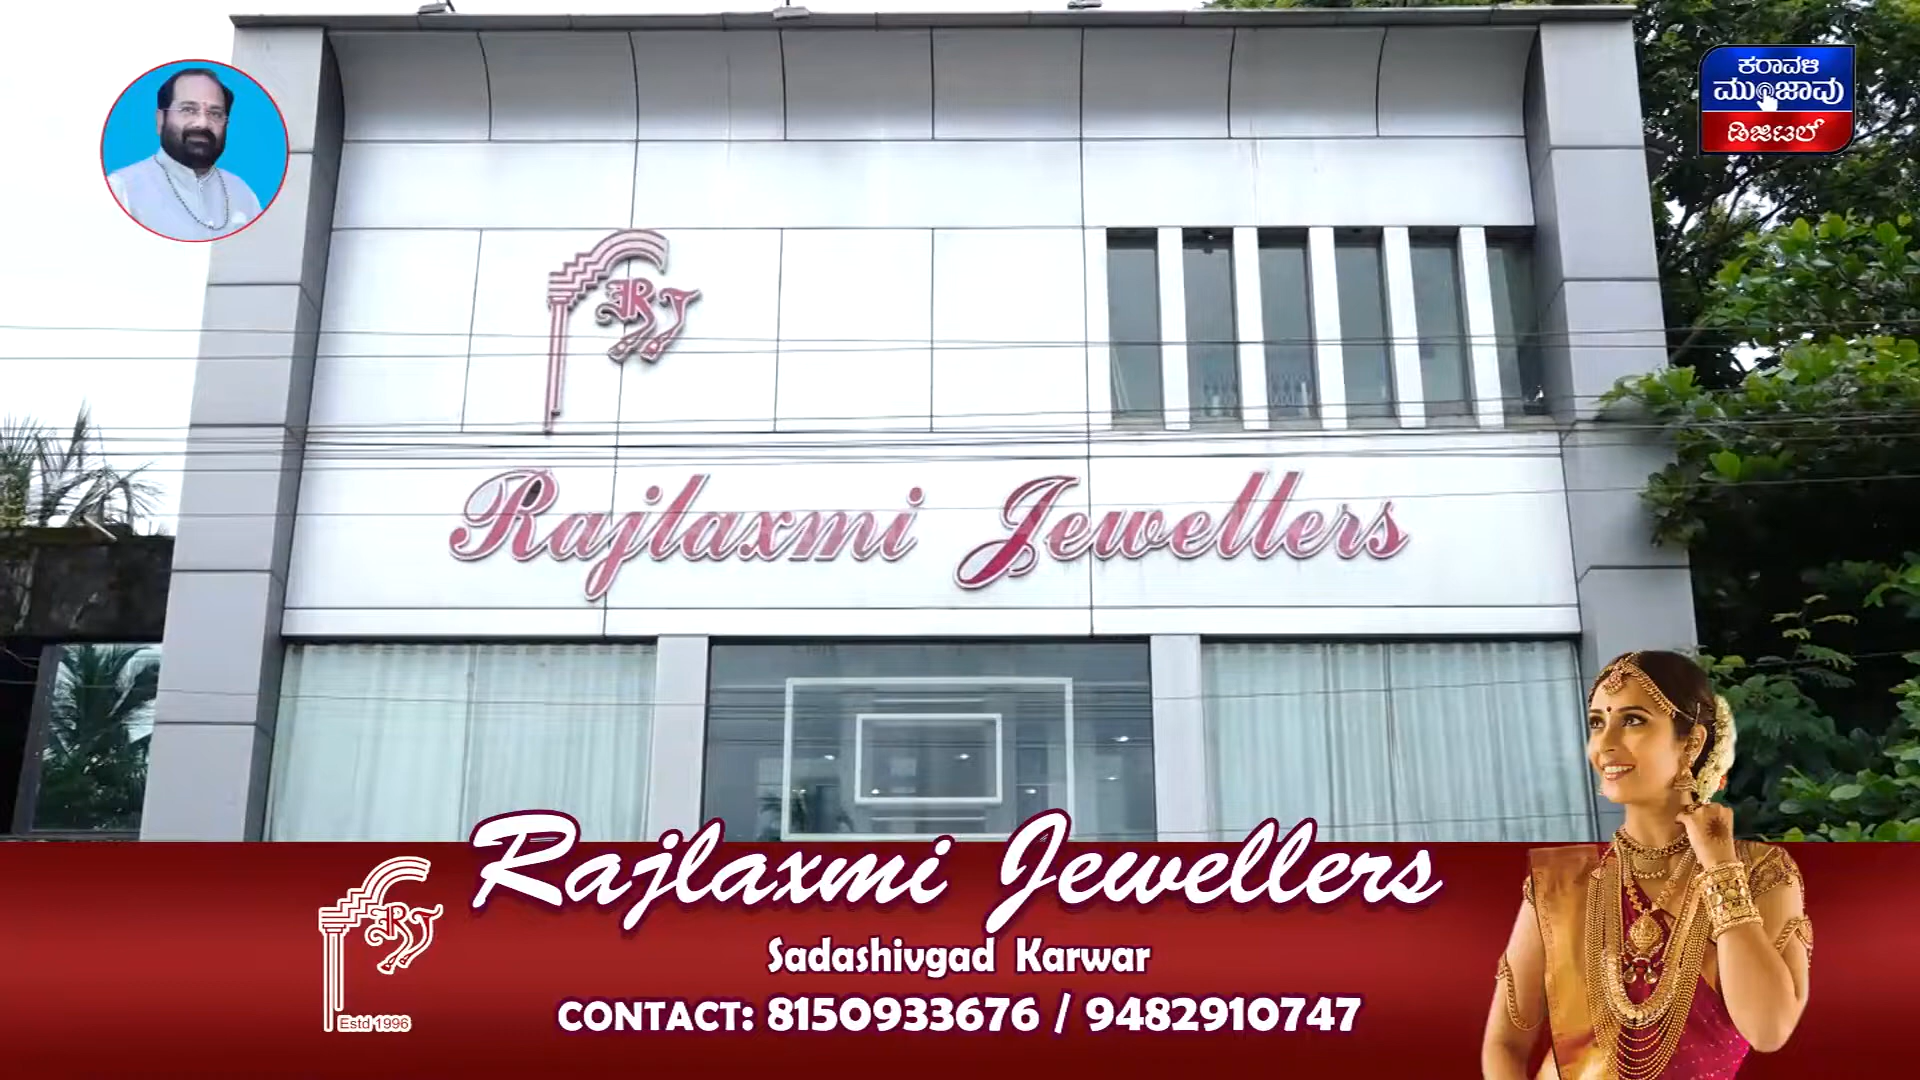 ಕರಾವಳಿ
ಮುಂಜಾವು
ಡಿಜಿಟಲ್
RJ
Rajlaxmi Jewellers
Rajlaxmi Jewellers
RJ
Estd 1996
Sadashivgad Karwar
CONTACT: 8150933676 / 9482910747